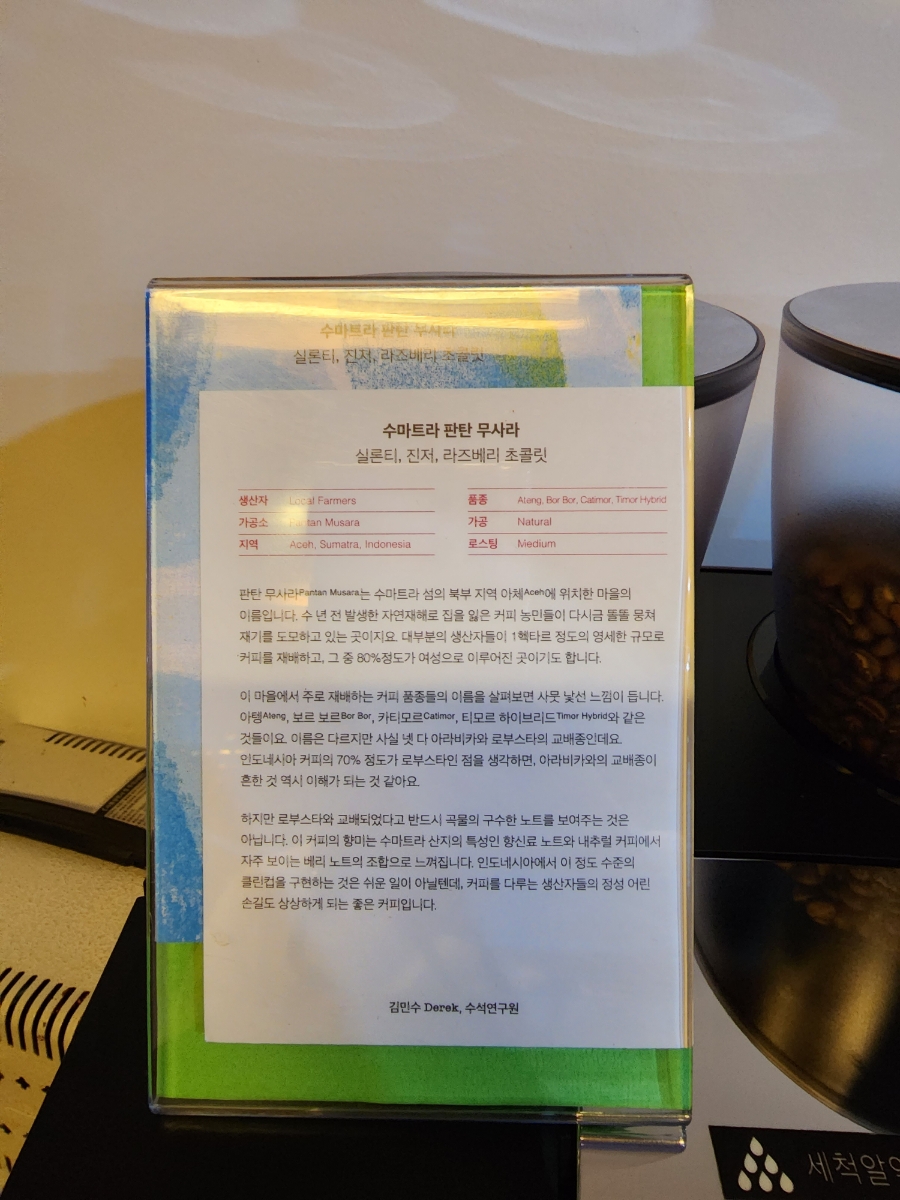 수마트라 판탄 무사라
실론티, 진저, 라즈베리 초콜릿
수마트라 판탄 무사라
실론티, 진저, 라즈베리 초콜릿
생산자 Local Farmers
가공소 Pantan Musara
지역 Aceh, Sumatra, Indonesia
품종 Ateng, Bor Bor, Catimor, Timor Hybrid
가공 Natural
로스팅 Medium
판탄 무사라Pantan Musara는 수마트라 섬의 북부 지역 아체Aceh에 위치한 마을의
이름입니다. 수 년 전 발생한 자연재해로 집을 잃은 커피 농민들이 다시금 똘똘 뭉쳐
재기를 도모하고 있는 곳이지요. 대부분의 생산자들이 1헥타르 정도의 영세한 규모로
커피를 재배하고, 그 중 80%정도가 여성으로 이루어진 곳이기도 합니다.
이 마을에서 주로 재배하는 커피 품종들의 이름을 살펴보면 사뭇 낯선 느낌이 듭니다.
아텡Ateng, 보르 보르Bor Bor, 카티모르Catimor, 티모르 하이브리드Timor Hybrid와 같은
것들이요. 이름은 다르지만 사실 넷 다 아라비카와 로부스타의 교배종인데요.
인도네시아 커피의 70% 정도가 로부스타인 점을 생각하면, 아라비카와의 교배종이
흔한 것 역시 이해가 되는 것 같아요.
하지만 로부스타와 교배되었다고 반드시 곡물의 구수한 노트를 보여주는 것은
아닙니다. 이 커피의 향미는 수마트라 산지의 특성인 향신료 노트와 내추럴 커피에서
자주 보이는 베리 노트의 조합으로 느껴집니다. 인도네시아에서 이 정도 수준의
클린컵을 구현하는 것은 쉬운 일이 아닐텐데, 커피를 다루는 생산자들의 정성 어린
손길도 상상하게 되는 좋은 커피입니다.
김민수 Derek, 수석연구원
세척알약